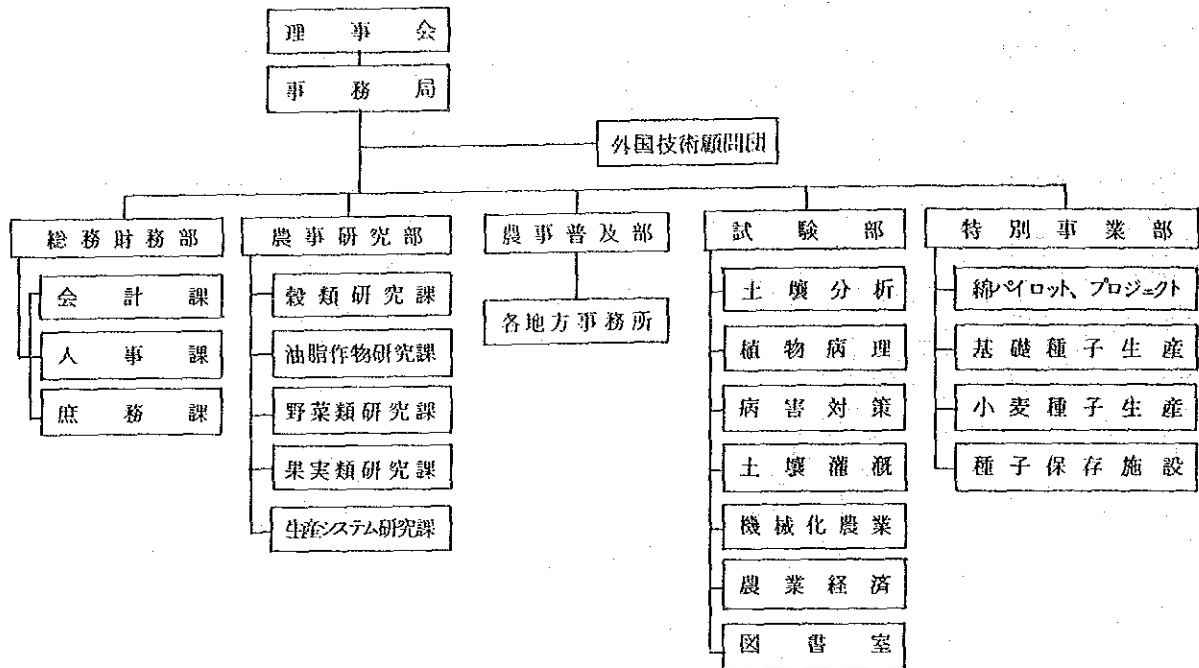 理事会
事務局
外国技術顧問団
総務財務部
農事研究部
農事普及部
試験部
特別事業部
会計課
人事課
庶務課
穀類研究課
油脂作物研究課
野菜類研究課
果実類研究課
生産システム研究課
各地方事務所
土壌分析
植物病理
病害対策
土壌灌漑
機械化農業
農業経済
図書室
綿パイロット、プロジェクト
基礎種子生産
小麦種子生産
種子保存施設